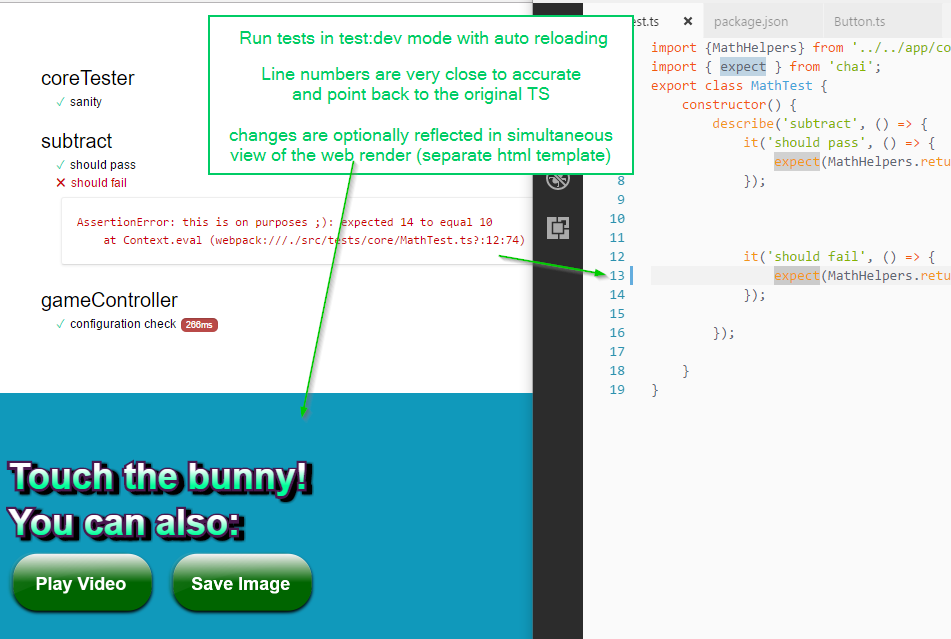 Run tests in test:dev mode with auto reloading
Line numbers are very close to accurate
and point back to the original TS
changes are optionally reflected in simultaneous
view of the web render (separate html template)
coreTester
✓ sanity
subtract
✓ should pass
✕ should fail
AssertionError: this is on purposes ;): expected 14 to equal 10
at Context.eval (webpack:///./src/tests/core/MathTest.ts?:12:74)
gameController
✓ configuration check 266ms
Touch the bunny!
You can also:
Play Video
Save Image
est.ts ✕ package.json Button.ts
import {MathHelpers} from '../../app/co
import { expect } from 'chai';
export class MathTest {
constructor() {
describe('subtract', () => {
it('should pass', () => {
expect(MathHelpers.retu
8 });
9
10
11
12 it('should fail', () => {
13 expect(MathHelpers.retu
14 });
15
16 });
17
18 }
19 }